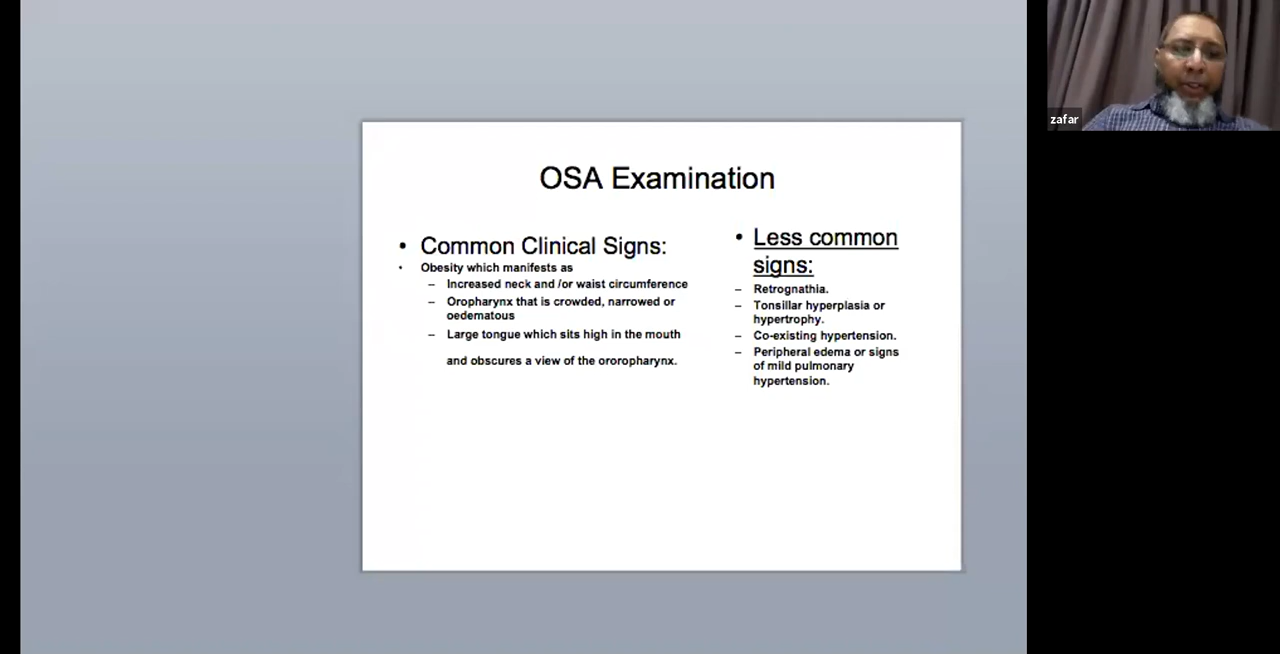 OSA Examination
• Common Clinical Signs:
• Obesity which manifests as
– Increased neck and /or waist circumference
– Oropharynx that is crowded, narrowed or
oedematous
– Large tongue which sits high in the mouth
and obscures a view of the ororopharynx.
• Less common
signs:
– Retrognathia.
– Tonsillar hyperplasia or
hypertrophy.
– Co-existing hypertension.
– Peripheral edema or signs
of mild pulmonary
hypertension.
zafar